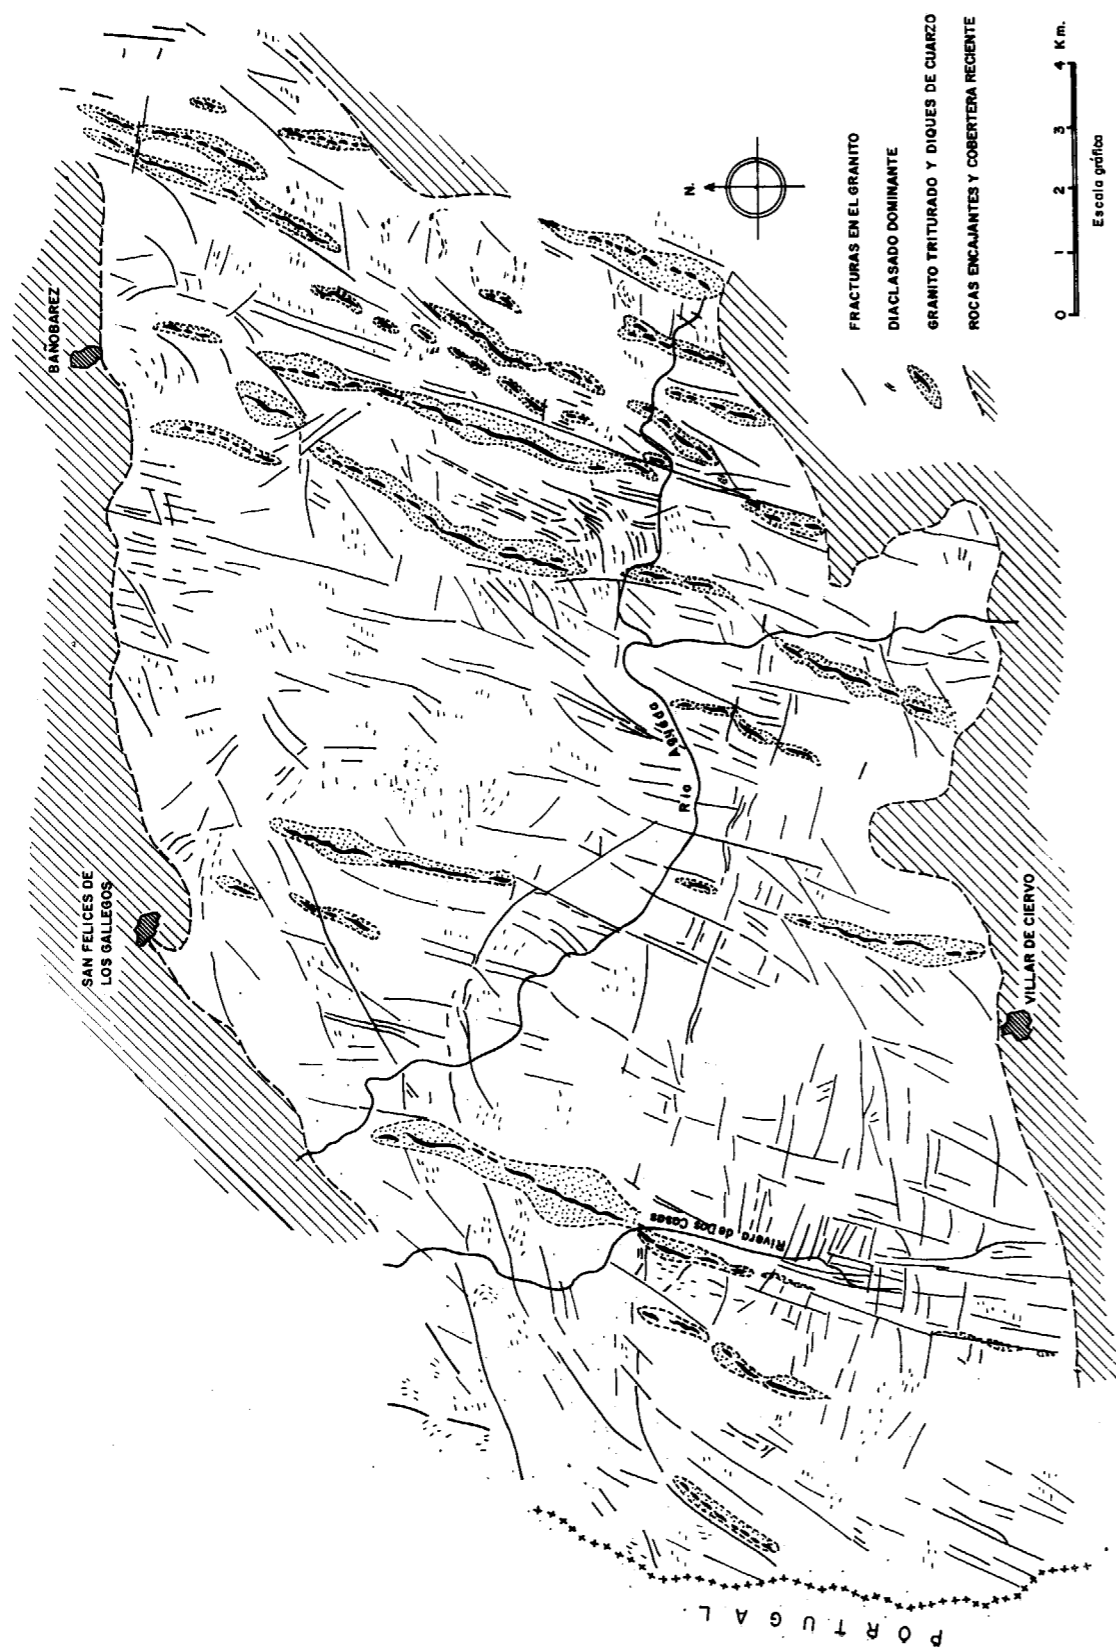 BAÑOBAREZ
SAN FELICES DE
LOS GALLEGOS
Río Agueda
Rivera de Dos Casas
VILLAR DE CIERVO
PORTUGAL
N.
FRACTURAS EN EL GRANITO
DIACLASADO DOMINANTE
GRANITO TRITURADO Y DIQUES DE CUARZO
ROCAS ENCAJANTES Y COBERTERA RECIENTE
0 1 2 3 4 Km.
Escala gráfica